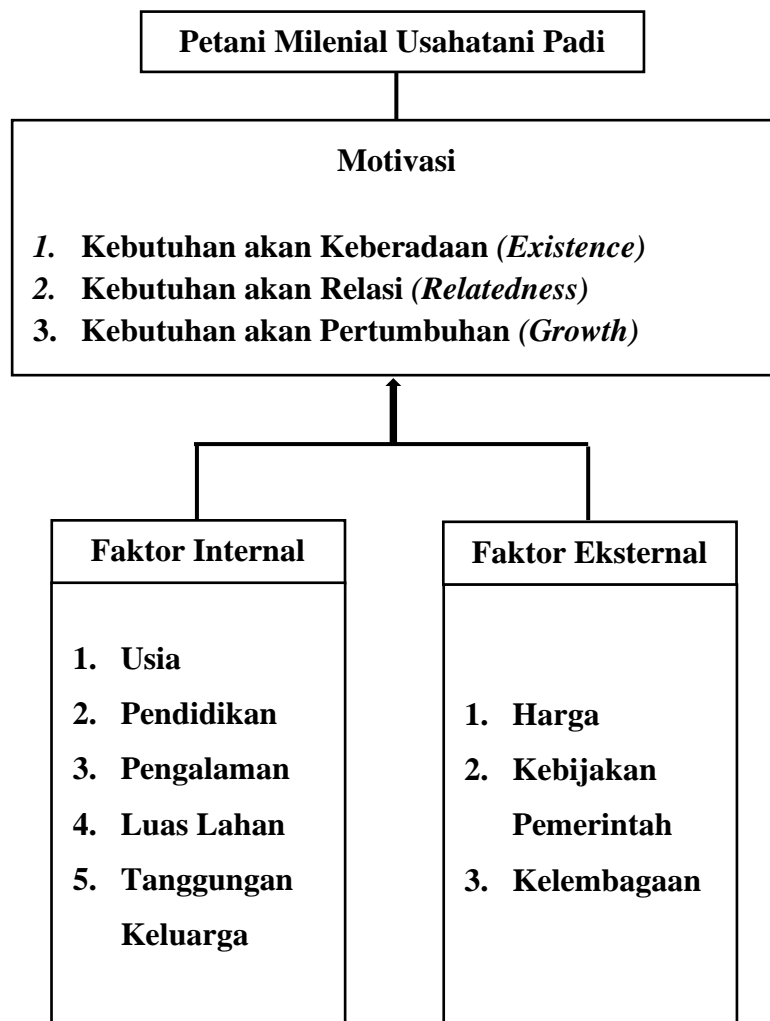 Petani Milenial Usahatani Padi
Motivasi
1. Kebutuhan akan Keberadaan (Existence)
2. Kebutuhan akan Relasi (Relatedness)
3. Kebutuhan akan Pertumbuhan (Growth)
Faktor Internal
1. Usia
2. Pendidikan
3. Pengalaman
4. Luas Lahan
5. Tanggungan
Keluarga
Faktor Eksternal
1. Harga
2. Kebijakan
Pemerintah
3. Kelembagaan